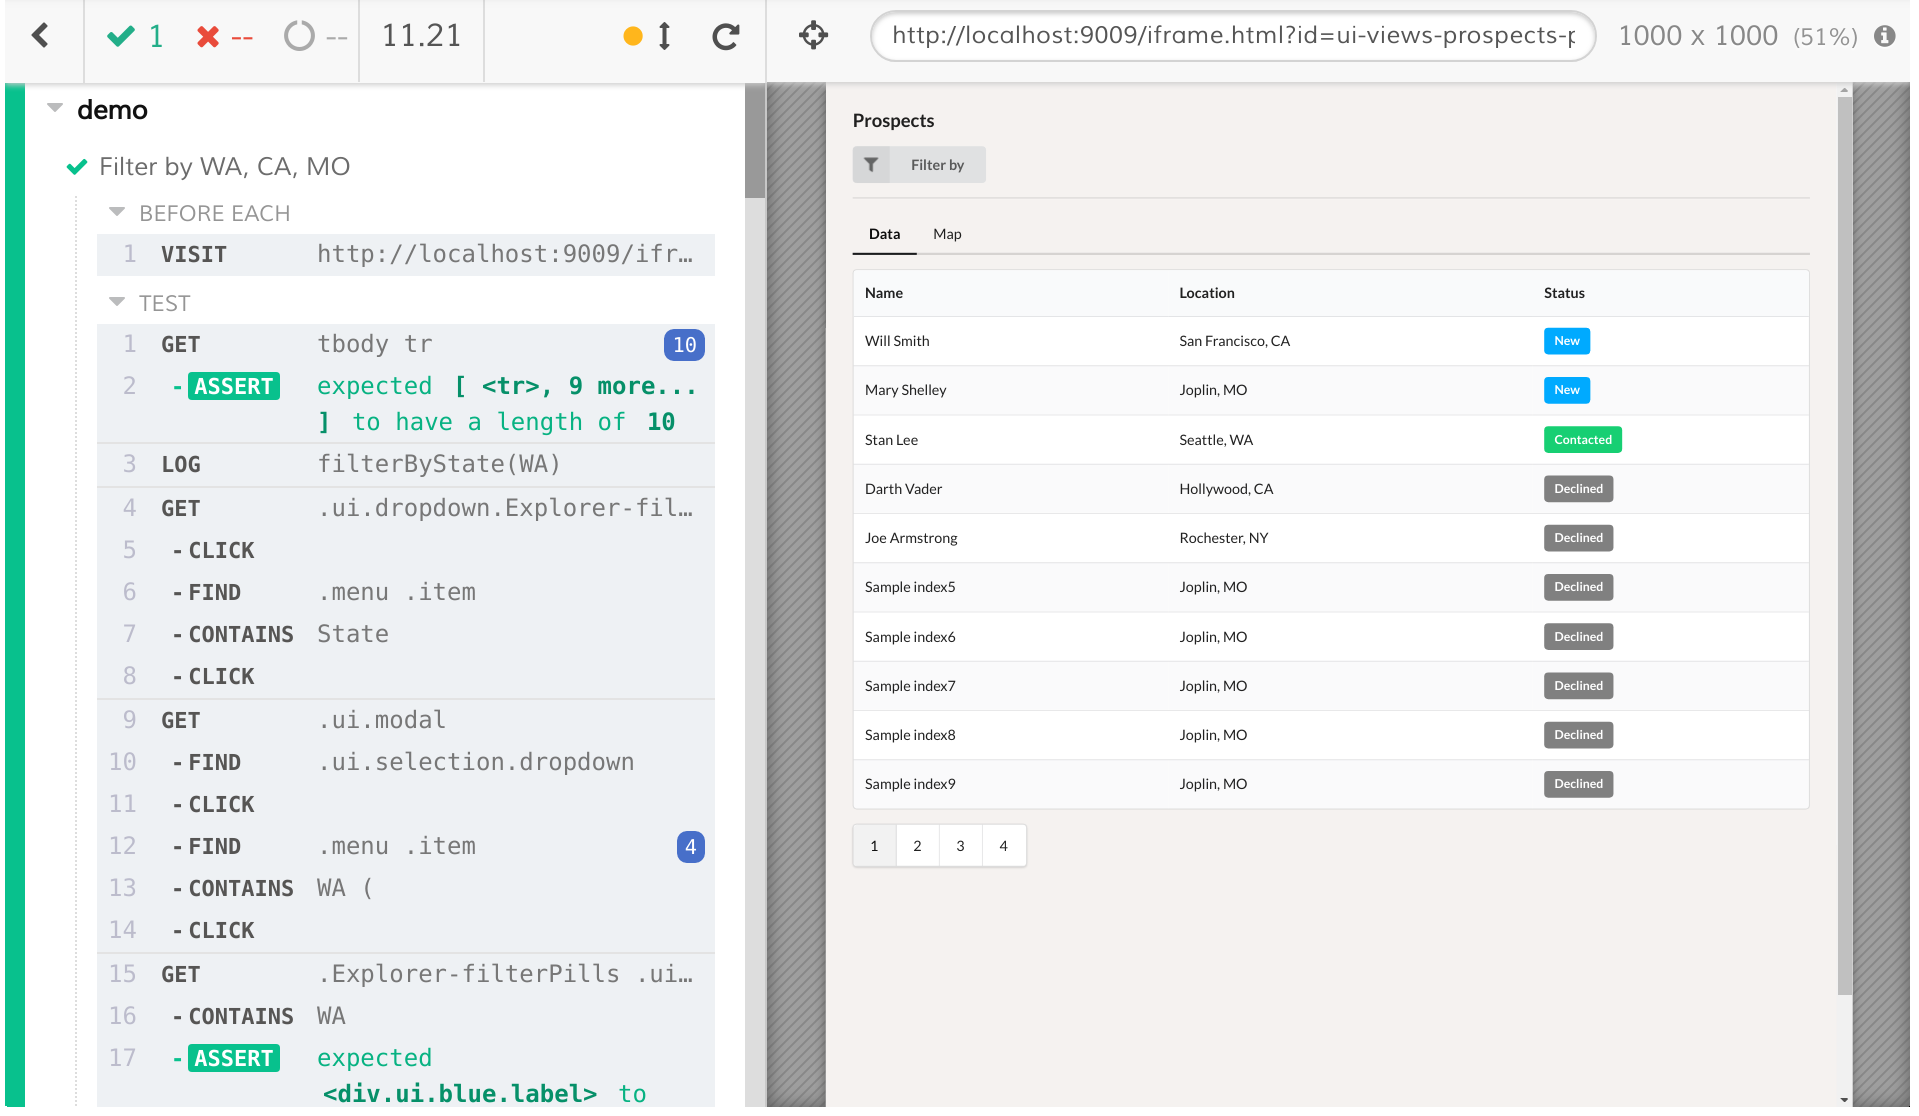 1 -- -- 11.21
http://localhost:9009/iframe.html?id=ui-views-prospects-p
1000 x 1000 (51%)
demo
Filter by WA, CA, MO
BEFORE EACH
1 VISIT http://localhost:9009/ifr…
TEST
1 GET tbody tr 10
2 - ASSERT expected [ <tr>, 9 more...
] to have a length of 10
3 LOG filterByState(WA)
4 GET .ui.dropdown.Explorer-fil…
5 - CLICK
6 - FIND .menu .item
7 - CONTAINS State
8 - CLICK
9 GET .ui.modal
10 - FIND .ui.selection.dropdown
11 - CLICK
12 - FIND .menu .item 4
13 - CONTAINS WA (
14 - CLICK
15 GET .Explorer-filterPills .ui…
16 - CONTAINS WA
17 - ASSERT expected
<div.ui.blue.label> to
Prospects
Filter by
Data Map
Name Location Status
Will Smith San Francisco, CA New
Mary Shelley Joplin, MO New
Stan Lee Seattle, WA Contacted
Darth Vader Hollywood, CA Declined
Joe Armstrong Rochester, NY Declined
Sample index5 Joplin, MO Declined
Sample index6 Joplin, MO Declined
Sample index7 Joplin, MO Declined
Sample index8 Joplin, MO Declined
Sample index9 Joplin, MO Declined
1 2 3 4